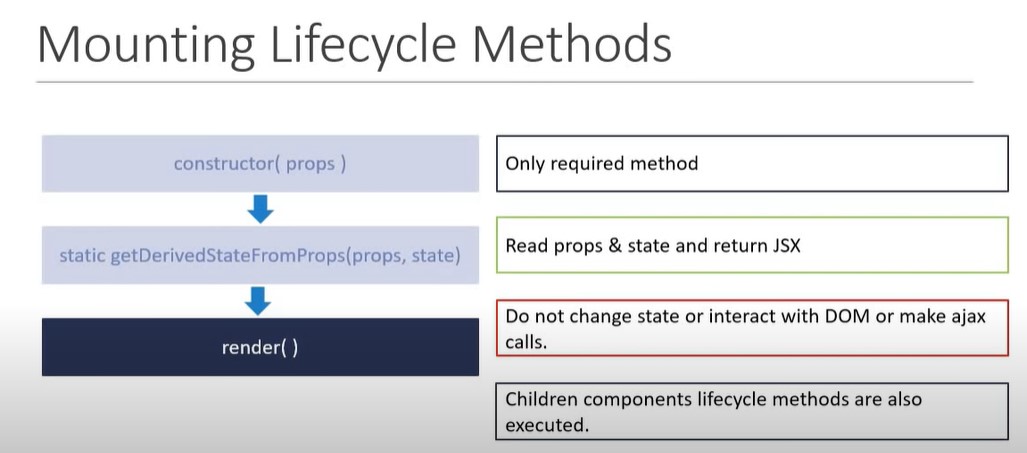 Mounting Lifecycle Methods
constructor( props )
static getDerivedStateFromProps(props, state)
render( )
Only required method
Read props & state and return JSX
Do not change state or interact with DOM or make ajax
calls.
Children components lifecycle methods are also
executed.